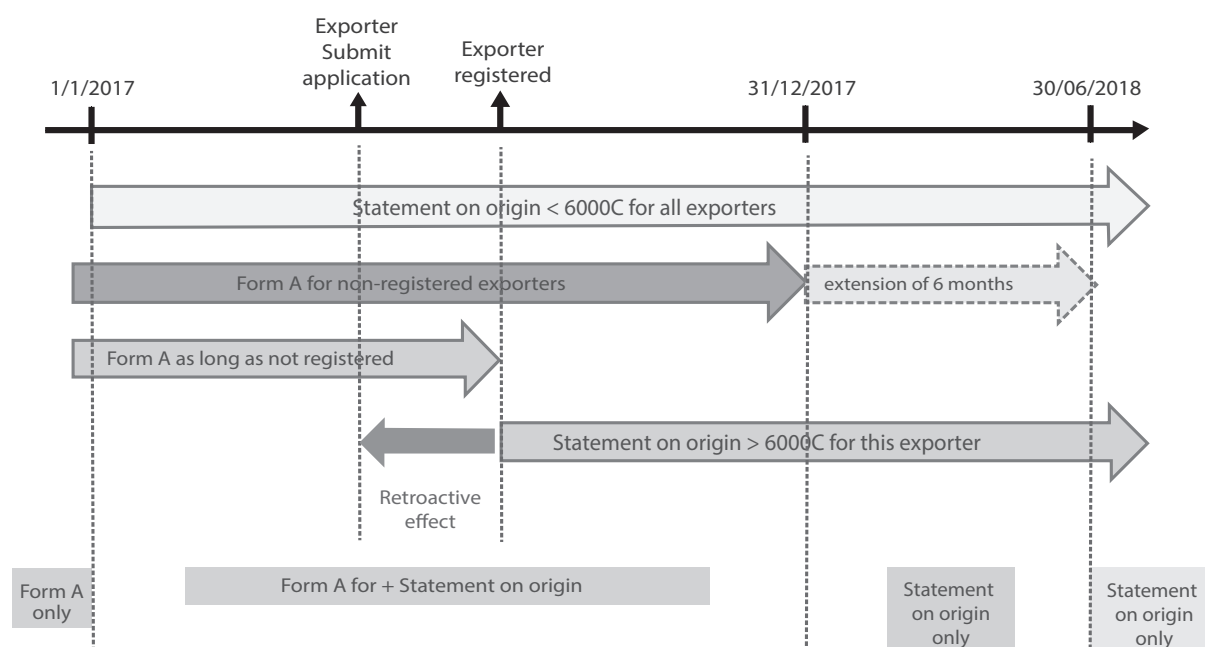 Exporter
Submit
application
Exporter
registered
1/1/2017
31/12/2017
30/06/2018
Statement on origin < 6000C for all exporters
Form A for non-registered exporters
extension of 6 months
Form A as long as not registered
Statement on origin > 6000C for this exporter
Retroactive
effect
Form A
only
Form A for + Statement on origin
Statement
on origin
only
Statement
on origin
only